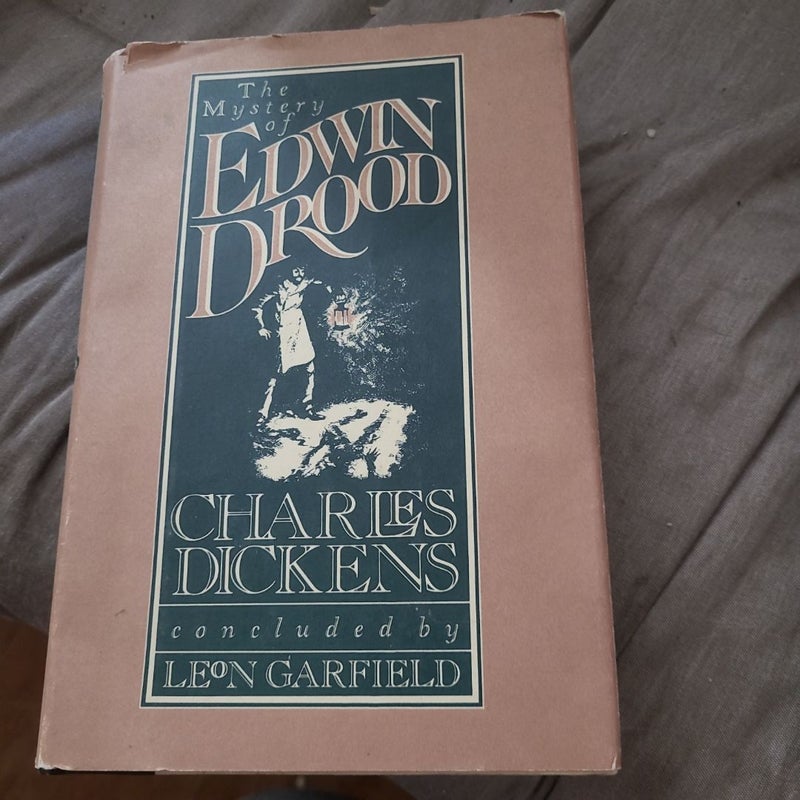 The
Mystery
of
EDWIN
DROOD
CHARLES
DICKENS
concluded by
LEON GARFIELD